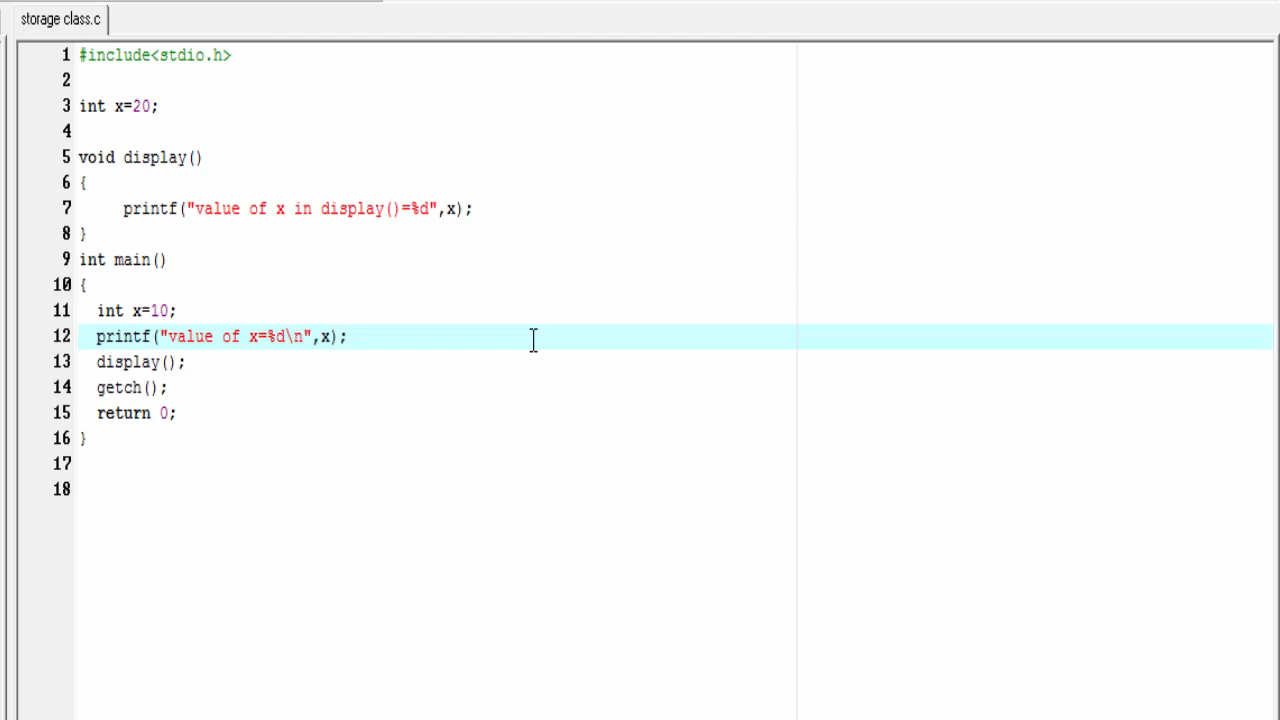 storage class.c
1 #include<stdio.h>
2
3 int x=20;
4
5 void display()
6 {
7      printf("value of x in display()=%d",x);
8 }
9 int main()
10 {
11   int x=10;
12   printf("value of x=%d\n",x);
13   display();
14   getch();
15   return 0;
16 }
17
18